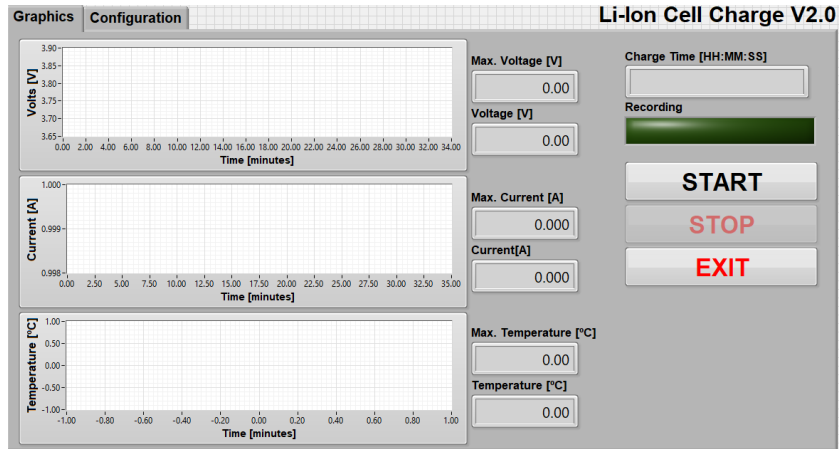 Graphics Configuration Li-Ion Cell Charge V2.0
3.90
3.85
3.80
3.75
3.70
3.65
Volts [V]
0.00 2.00 4.00 6.00 8.00 10.00 12.00 14.00 16.00 18.00 20.00 22.00 24.00 26.00 28.00 30.00 32.00 34.00
Time [minutes]
Max. Voltage [V]
0.00
Voltage [V]
0.00
Charge Time [HH:MM:SS]
Recording
START
STOP
EXIT
1.000
0.999
0.998
Current [A]
0.00 2.50 5.00 7.50 10.00 12.50 15.00 17.50 20.00 22.50 25.00 27.50 30.00 32.50 35.00
Time [minutes]
Max. Current [A]
0.000
Current[A]
0.000
1.00
0.50
0.00
-0.50
-1.00
Temperature [ºC]
-1.00 -0.80 -0.60 -0.40 -0.20 0.00 0.20 0.40 0.60 0.80 1.00
Time [minutes]
Max. Temperature [ºC]
0.00
Temperature [ºC]
0.00